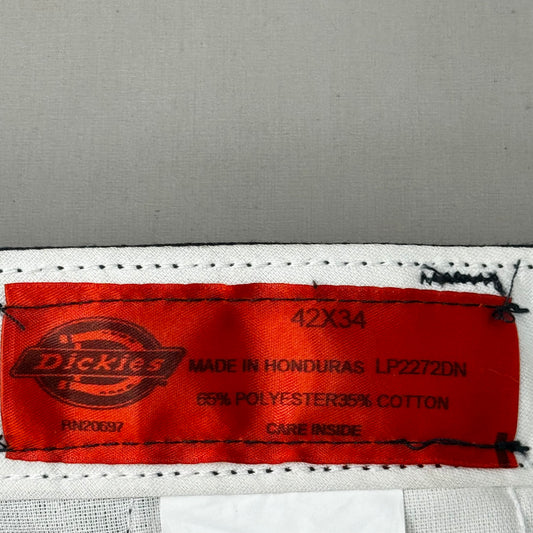 42X34
Dickies
MADE IN HONDURAS LP2272DN
65% POLYESTER35% COTTON
RN20697
CARE INSIDE